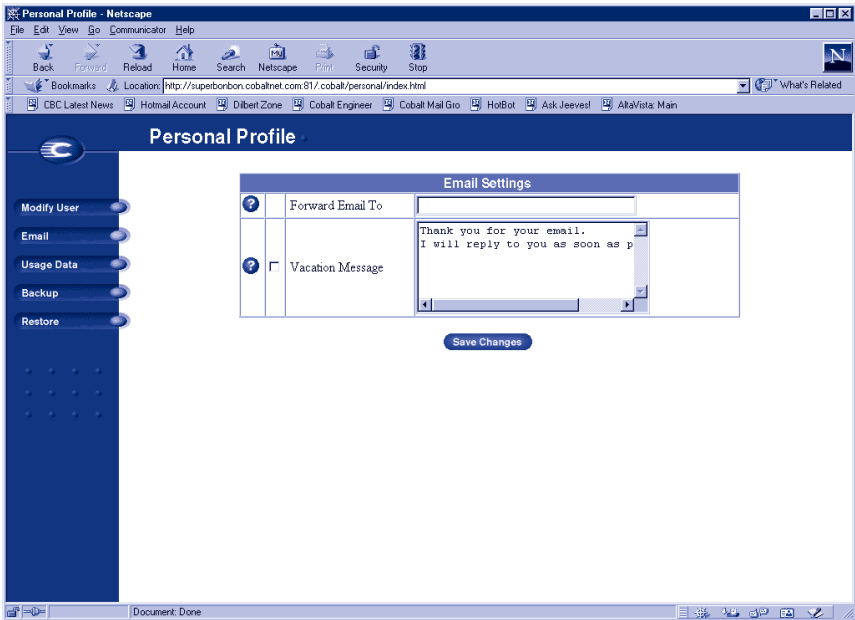 Personal Profile - Netscape
File Edit View Go Communicator Help
Back Forward Reload Home Search Netscape Print Security Stop
N
Bookmarks Location: http://superbonbon.cobaltnet.com:81/.cobalt/personal/index.html What's Related
CBC Latest News Hotmail Account Dilbert Zone Cobalt Engineer Cobalt Mail Gro HotBot Ask Jeeves! AltaVista: Main
Personal Profile
Email Settings
Modify User
Email
Usage Data
Backup
Restore
? Forward Email To
? Vacation Message
Thank you for your email.
I will reply to you as soon as p
Save Changes
Document: Done